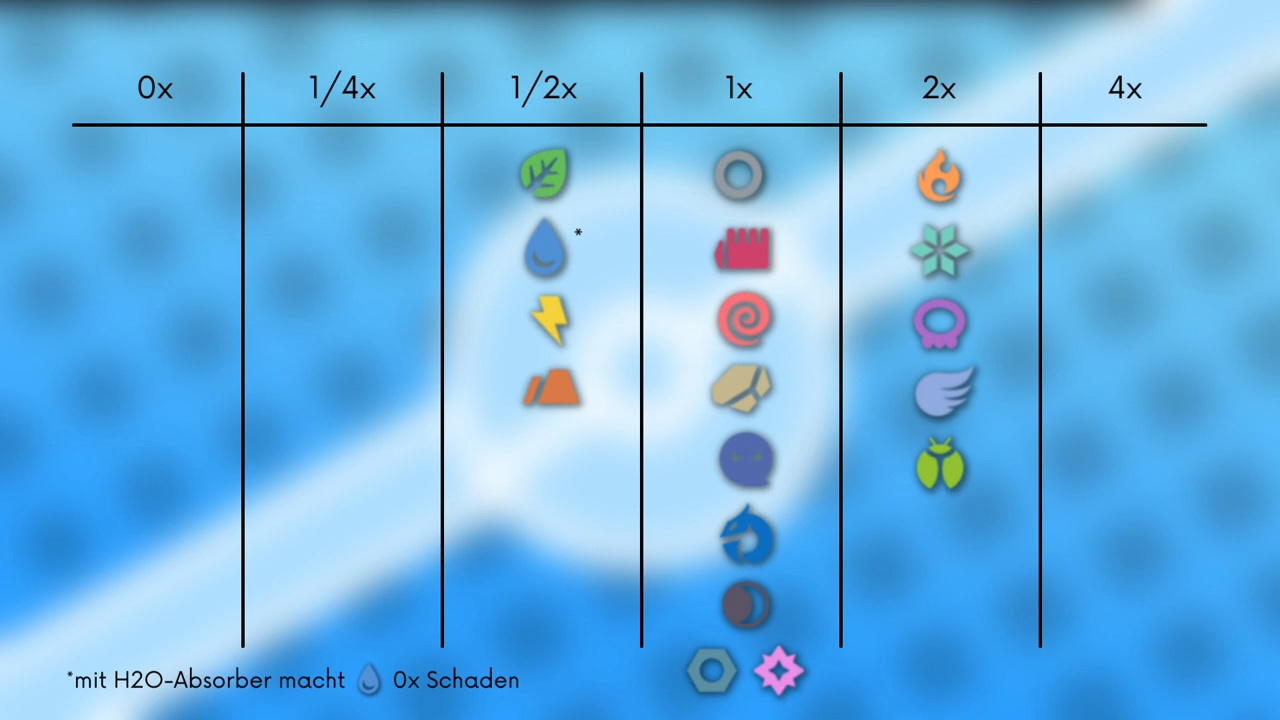 0x 1/4x 1/2x 1x 2x 4x
*
*mit H2O-Absorber macht 0x Schaden